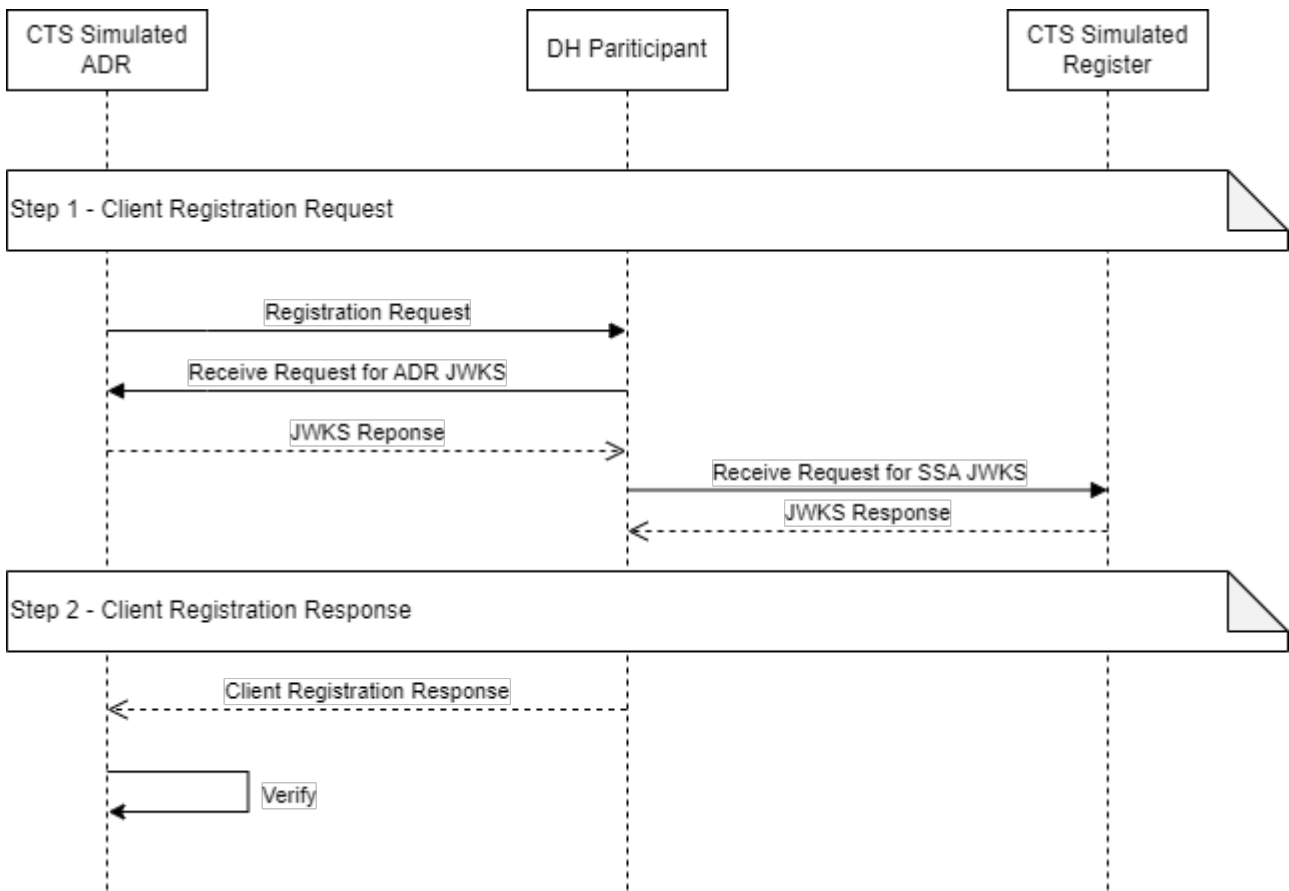 CTS Simulated
ADR
DH Pariticipant
CTS Simulated
Register
Step 1 - Client Registration Request
Registration Request
Receive Request for ADR JWKS
JWKS Reponse
Receive Request for SSA JWKS
JWKS Response
Step 2 - Client Registration Response
Client Registration Response
Verify